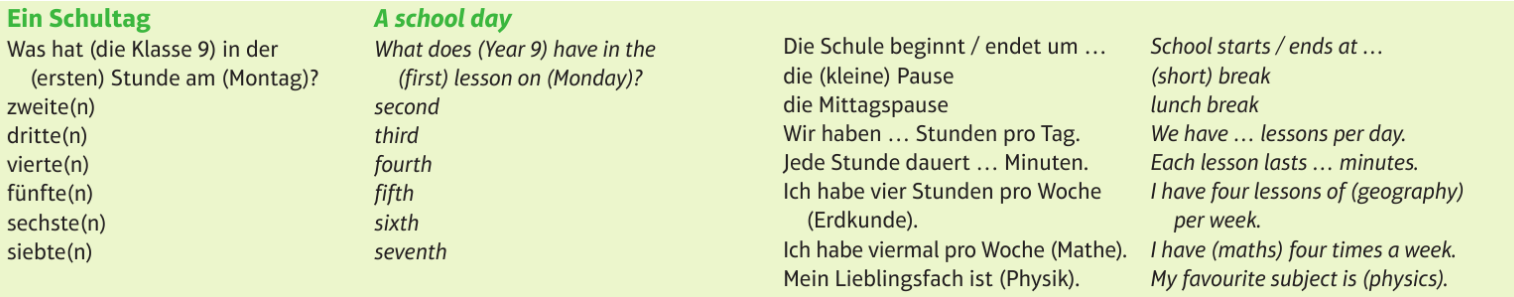 Ein Schultag
A school day
Was hat (die Klasse 9) in der
(ersten) Stunde am (Montag)?
What does (Year 9) have in the
(first) lesson on (Monday)?
zweite(n)
second
dritte(n)
third
vierte(n)
fourth
fünfte(n)
fifth
sechste(n)
sixth
siebte(n)
seventh
Die Schule beginnt / endet um …
School starts / ends at …
die (kleine) Pause
(short) break
die Mittagspause
lunch break
Wir haben … Stunden pro Tag.
We have … lessons per day.
Jede Stunde dauert … Minuten.
Each lesson lasts … minutes.
Ich habe vier Stunden pro Woche
(Erdkunde).
I have four lessons of (geography)
per week.
Ich habe viermal pro Woche (Mathe).
I have (maths) four times a week.
Mein Lieblingsfach ist (Physik).
My favourite subject is (physics).